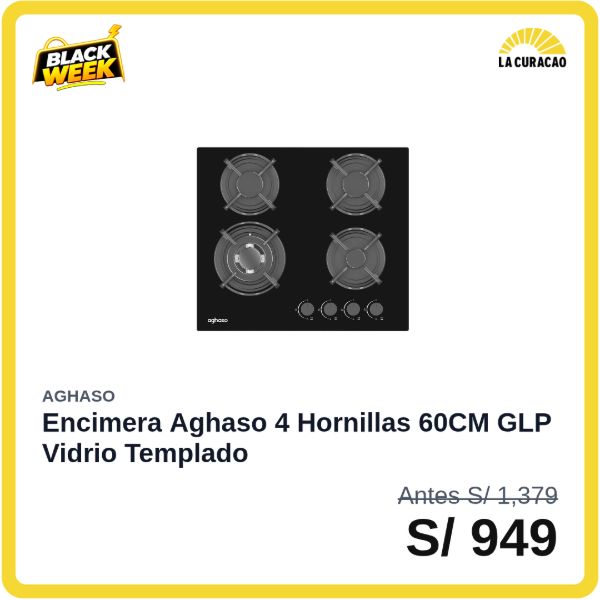 BLACK
WEEK
LA CURACAO
aghaso
AGHASO
Encimera Aghaso 4 Hornillas 60CM GLP
Vidrio Templado
Antes S/ 1,379
S/ 949